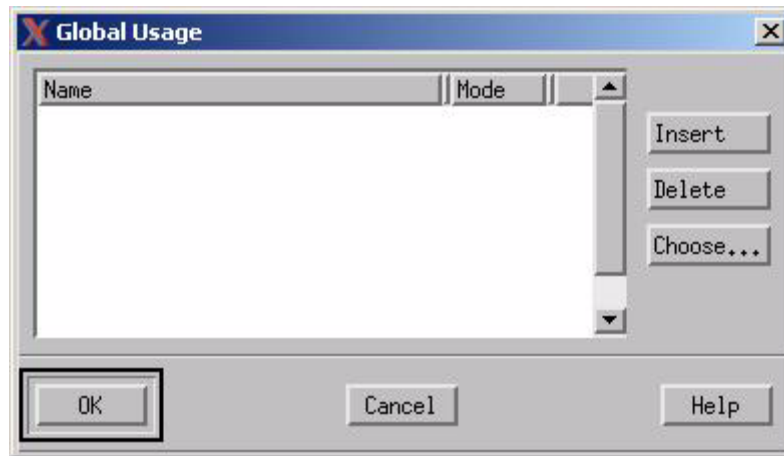 Global Usage
Name Mode
Insert
Delete
Choose...
OK Cancel Help